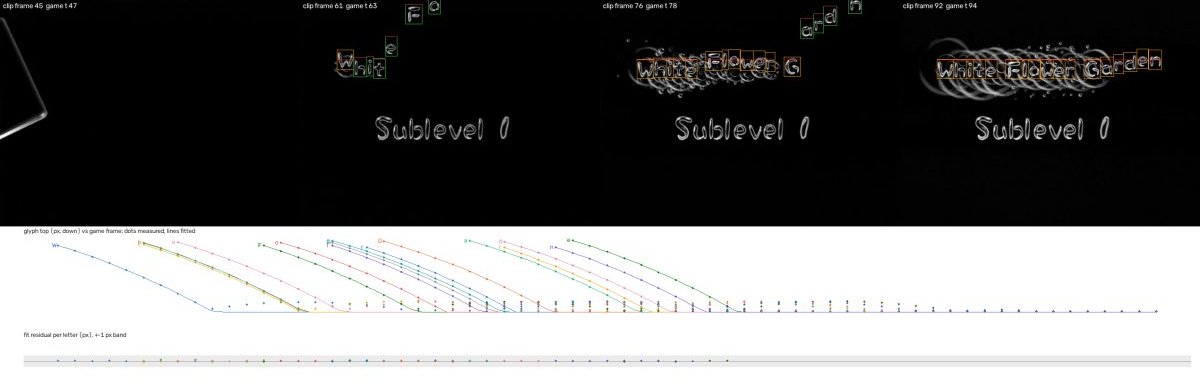 clip frame 45 game t 47
clip frame 61 game t 63
clip frame 76 game t 78
clip frame 92 game t 94
Whit e F o
Sublevel 1
White Flower G a r d n
Sublevel 1
White Flower Garden
Sublevel 1
glyph top (px, down) vs game frame: dots measured, lines fitted
fit residual per letter (px), +-1 px band